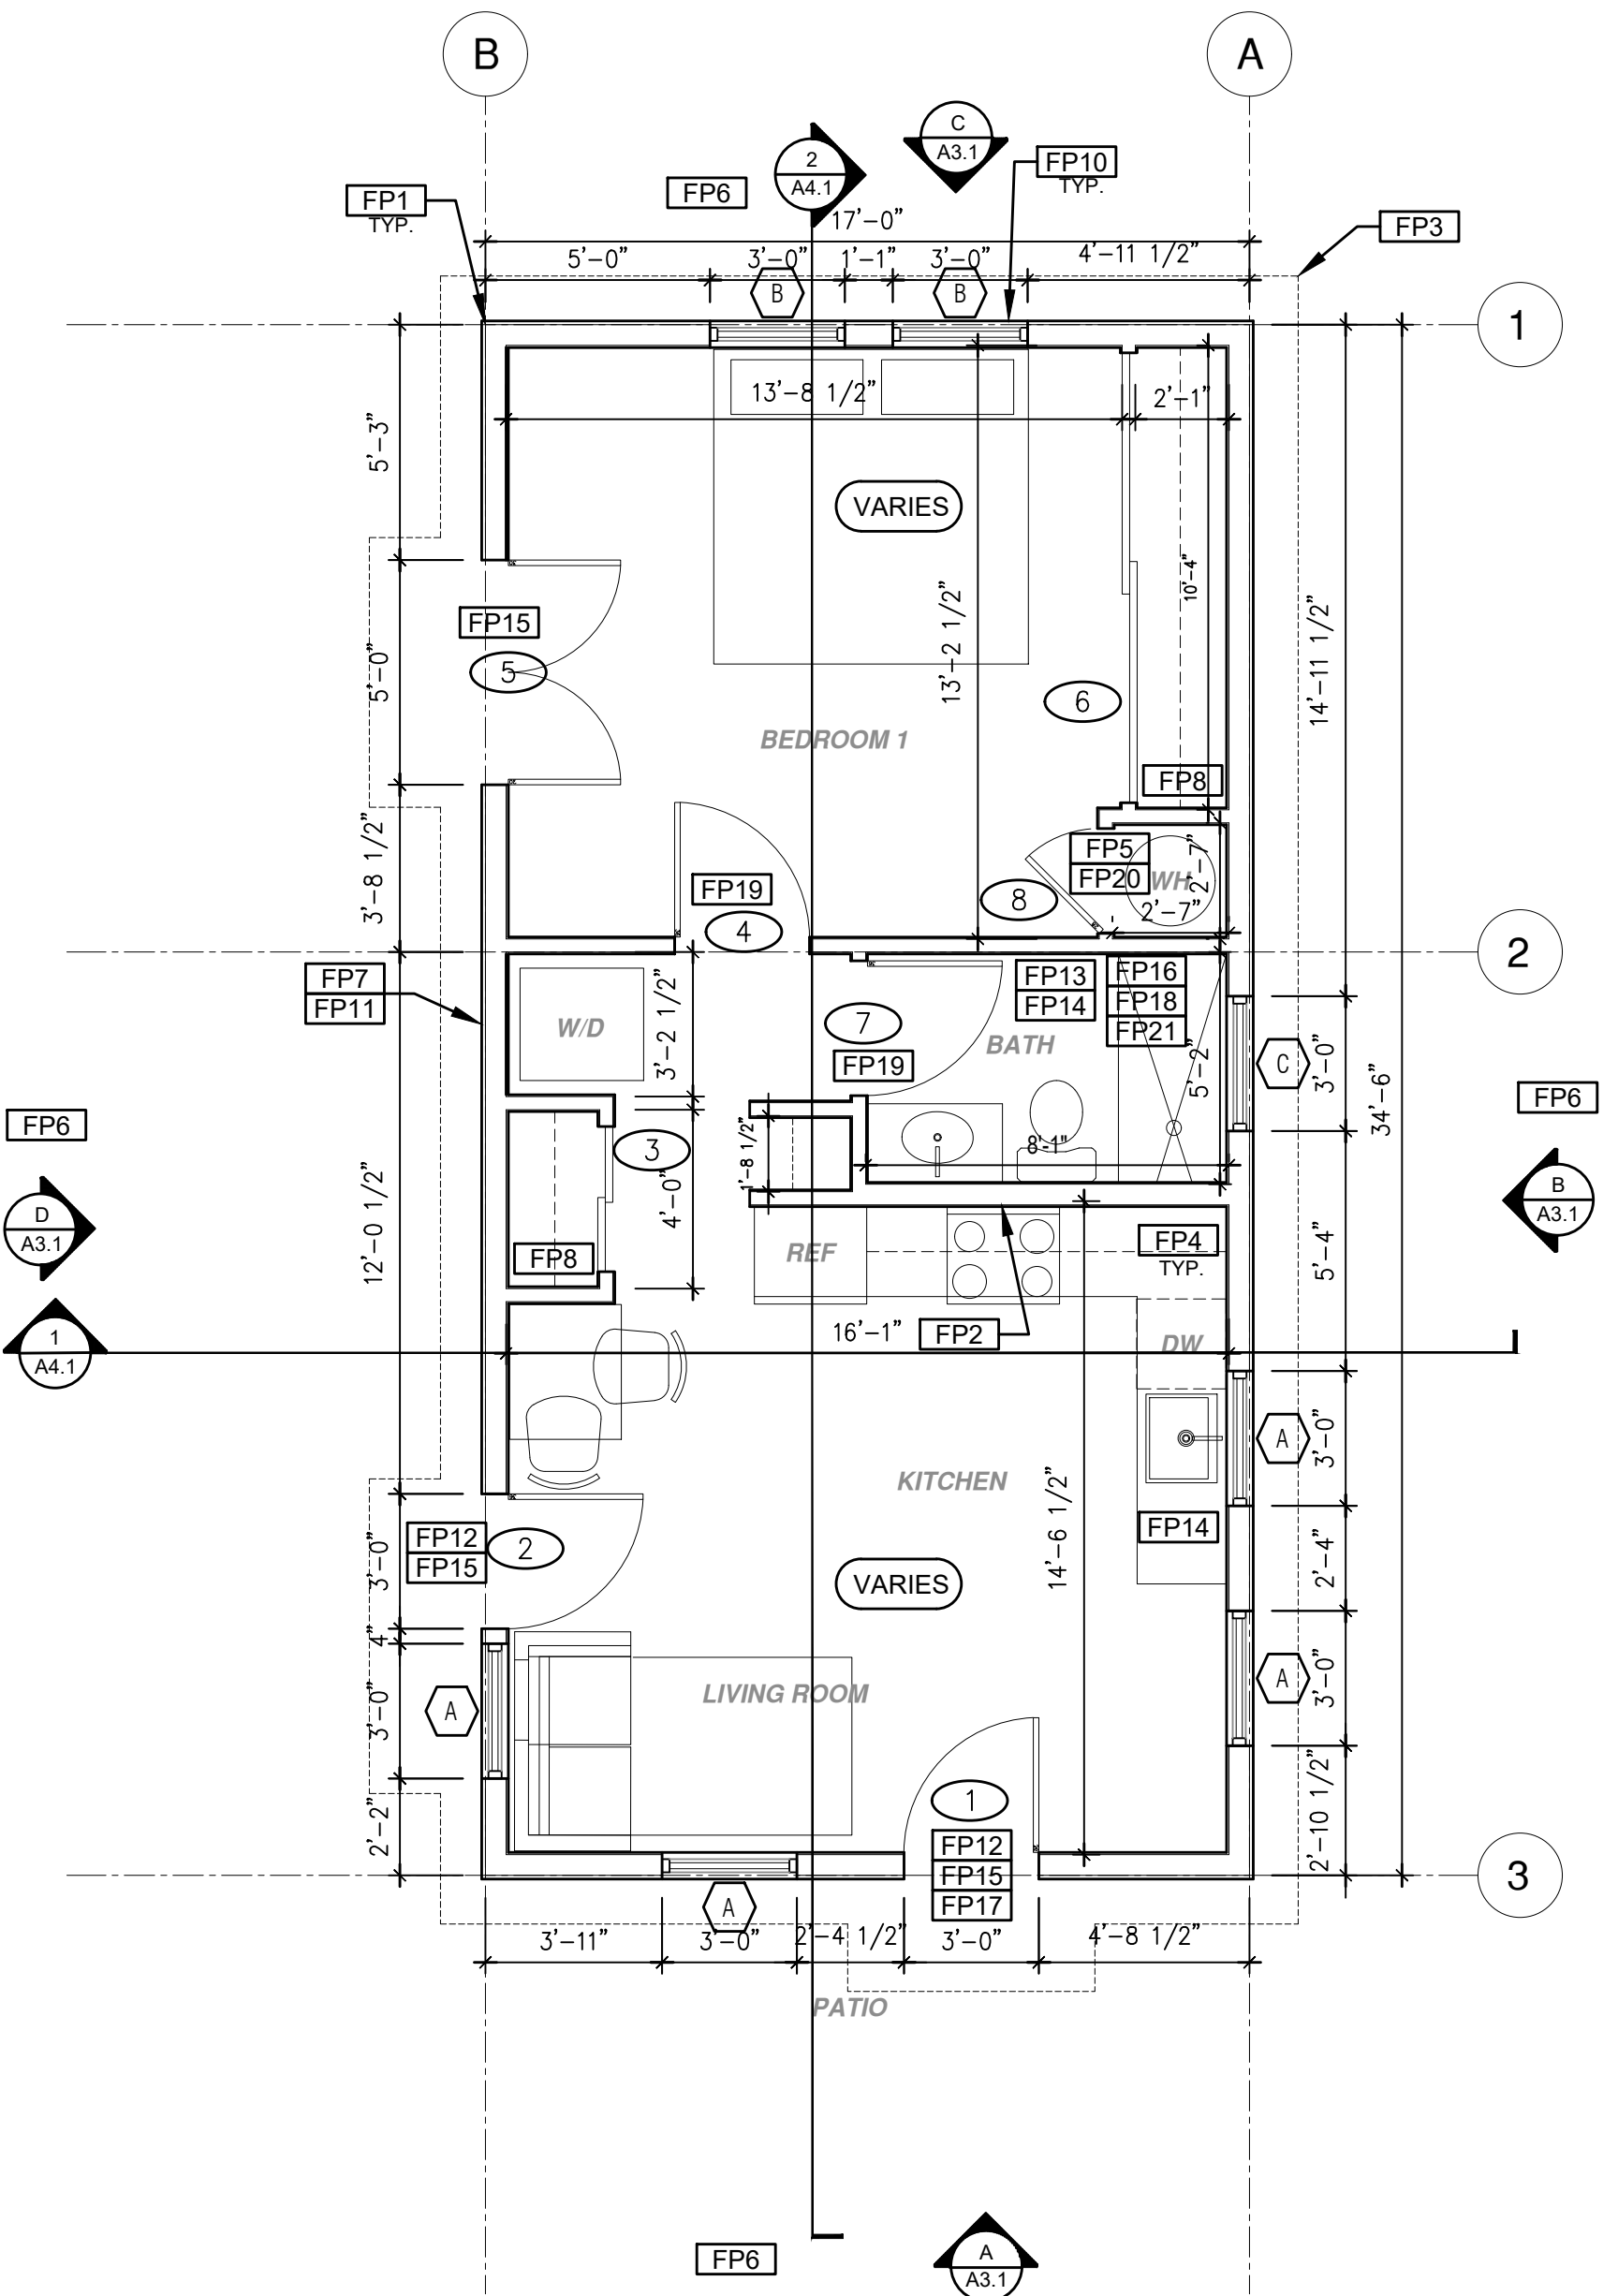 B
A
C
A3.1
2
A4.1
FP10
TYP.
FP6
FP1
TYP.
17'-0"
FP3
5'-0"
3'-0"
1'-1"
3'-0"
4'-11 1/2"
B
B
1
13'-8 1/2"
2'-1"
5'-3"
VARIES
10'-4"
13'-2 1/2"
14'-11 1/2"
FP15
5
5'-0"
6
BEDROOM 1
FP8
3'-8 1/2"
FP5
FP20
WH
2'-7"
2'-7"
FP19
4
8
2
FP7
FP11
W/D
3'-2 1/2"
7
FP19
FP13
FP14
BATH
FP16
FP18
FP21
5'-2"
C
3'-0"
34'-6"
FP6
FP6
3
1'-8 1/2"
8'-1"
4'-0"
12'-0 1/2"
D
A3.1
B
A3.1
FP8
REF
FP4
TYP.
5'-4"
1
A4.1
16'-1"
FP2
DW
A
3'-0"
KITCHEN
14'-6 1/2"
FP14
FP12
FP15
2
3'-0"
VARIES
2'-4"
4"
LIVING ROOM
A
3'-0"
A
3'-0"
1
FP12
FP15
FP17
2'-2"
2'-10 1/2"
3
A
3'-11"
3'-0"
2'-4 1/2"
3'-0"
4'-8 1/2"
PATIO
FP6
A
A3.1